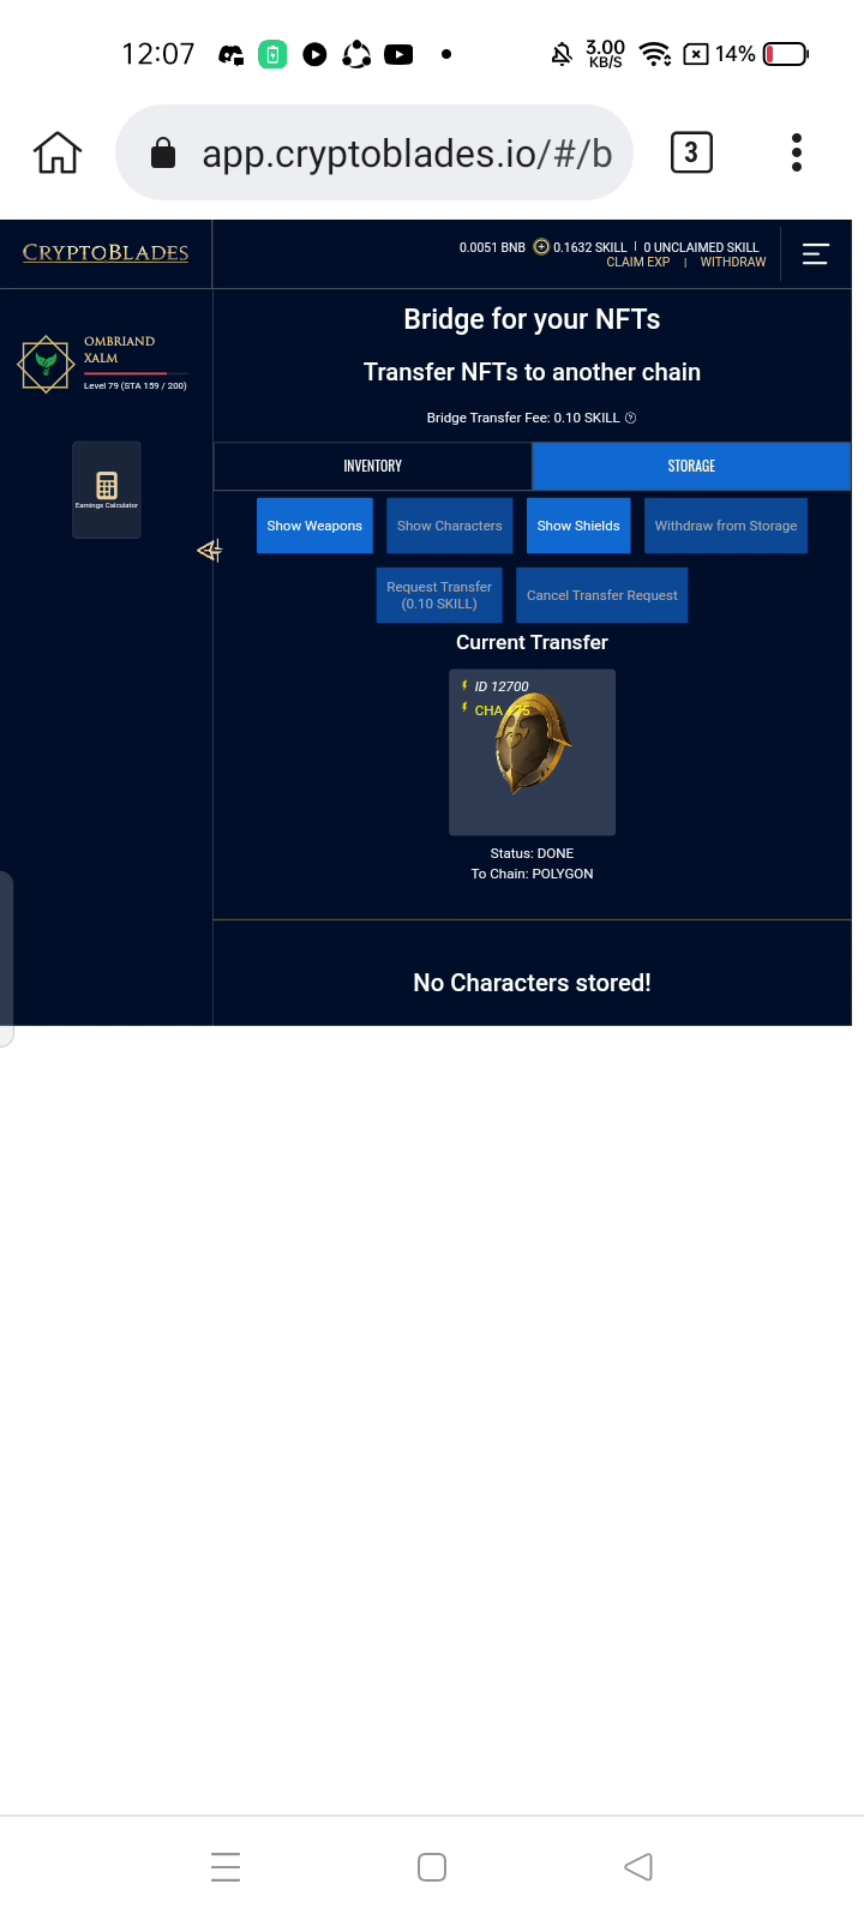 12:07
3.00
KB/S
14%
app.cryptoblades.io/#/b
3
CRYPTOBLADES
0.0051 BNB 0.1632 SKILL | 0 UNCLAIMED SKILL
CLAIM EXP | WITHDRAW
Bridge for your NFTs
OMBRIAND
XALM
Level 79 (STA 159 / 200)
Transfer NFTs to another chain
Bridge Transfer Fee: 0.10 SKILL
INVENTORY
STORAGE
Earnings Calculator
Show Weapons
Show Characters
Show Shields
Withdraw from Storage
Request Transfer
(0.10 SKILL)
Cancel Transfer Request
Current Transfer
ID 12700
CHA
Status: DONE
To Chain: POLYGON
No Characters stored!